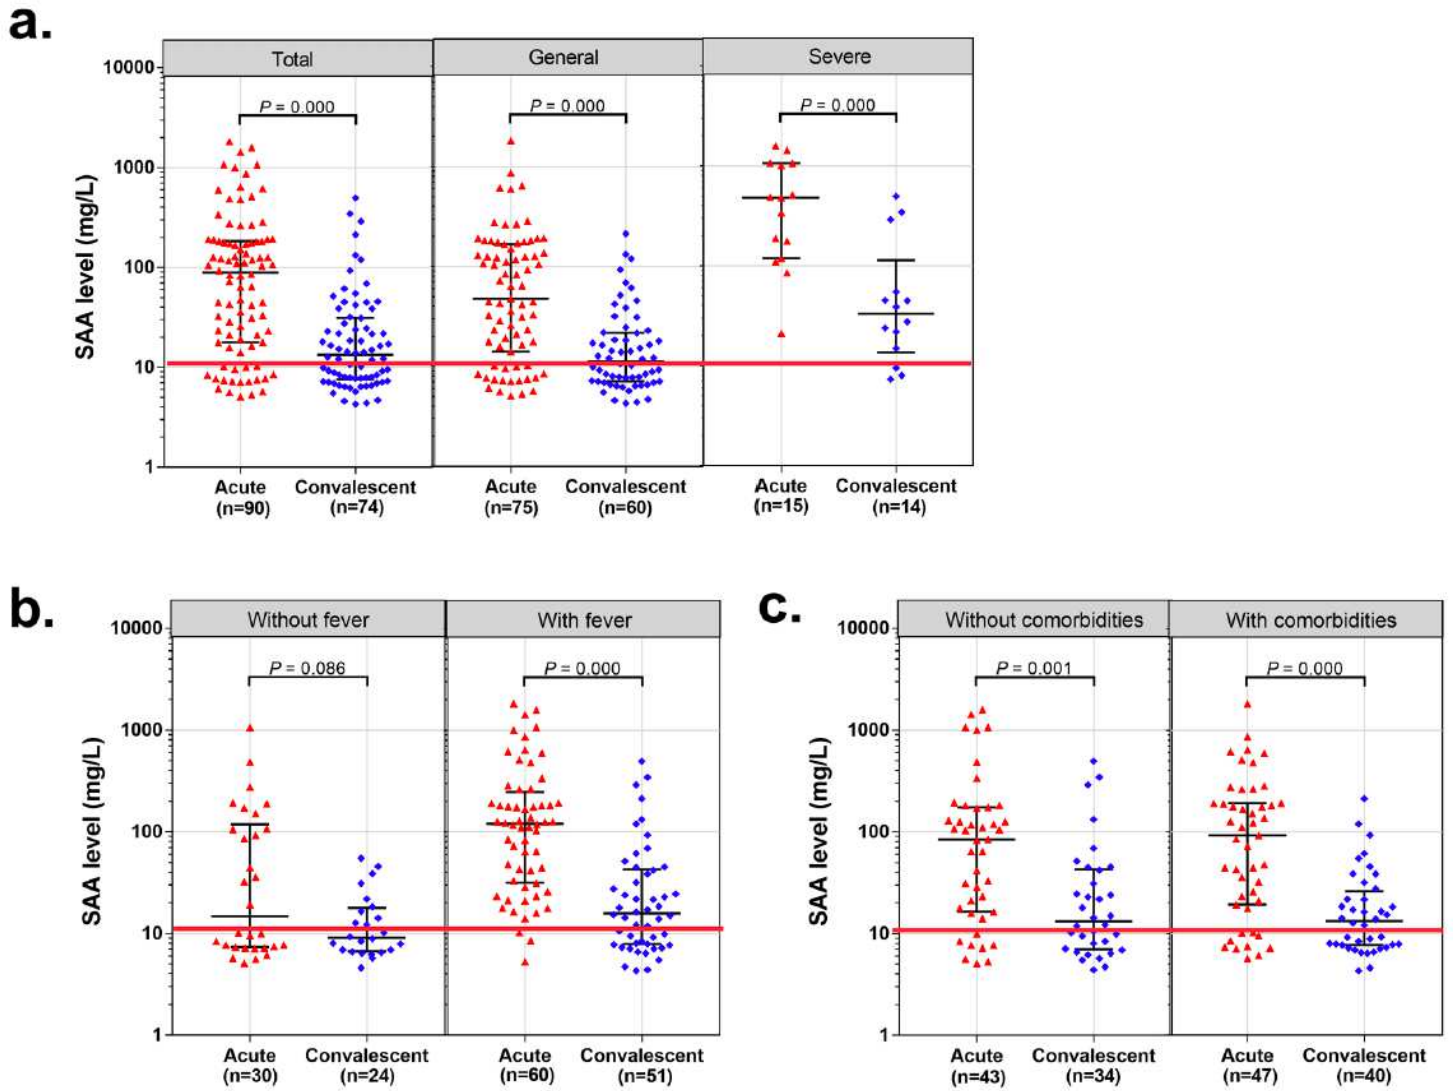 a.
Total General Severe
10000
P = 0.000 P = 0.000 P = 0.000
1000
SAA level (mg/L)
100
10
1
Acute Convalescent Acute Convalescent Acute Convalescent
(n=90) (n=74) (n=75) (n=60) (n=15) (n=14)
b.
Without fever With fever
10000
P = 0.086 P = 0.000
1000
SAA level (mg/L)
100
10
1
Acute Convalescent Acute Convalescent
(n=30) (n=24) (n=60) (n=51)
c.
Without comorbidities With comorbidities
10000
P = 0.001 P = 0.000
1000
SAA level (mg/L)
100
10
1
Acute Convalescent Acute Convalescent
(n=43) (n=34) (n=47) (n=40)